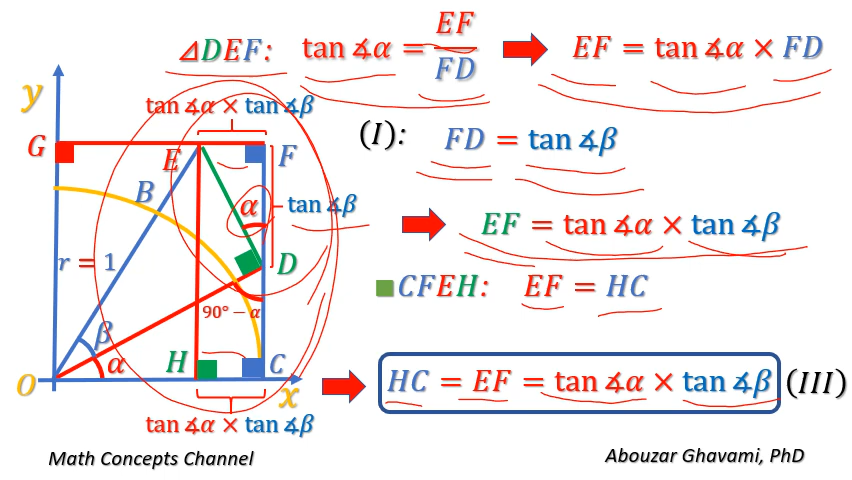 ⊿DEF: tan∡α = EF/FD
EF = tan∡α × FD
y
tan∡α × tan∡β
(I): FD = tan∡β
G
E
F
B
α
tan∡β
EF = tan∡α × tan∡β
r = 1
D
■CFEH: EF = HC
90° − α
β
α
H
C
O
x
HC = EF = tan∡α × tan∡β (III)
tan∡α × tan∡β
Math Concepts Channel
Abouzar Ghavami, PhD